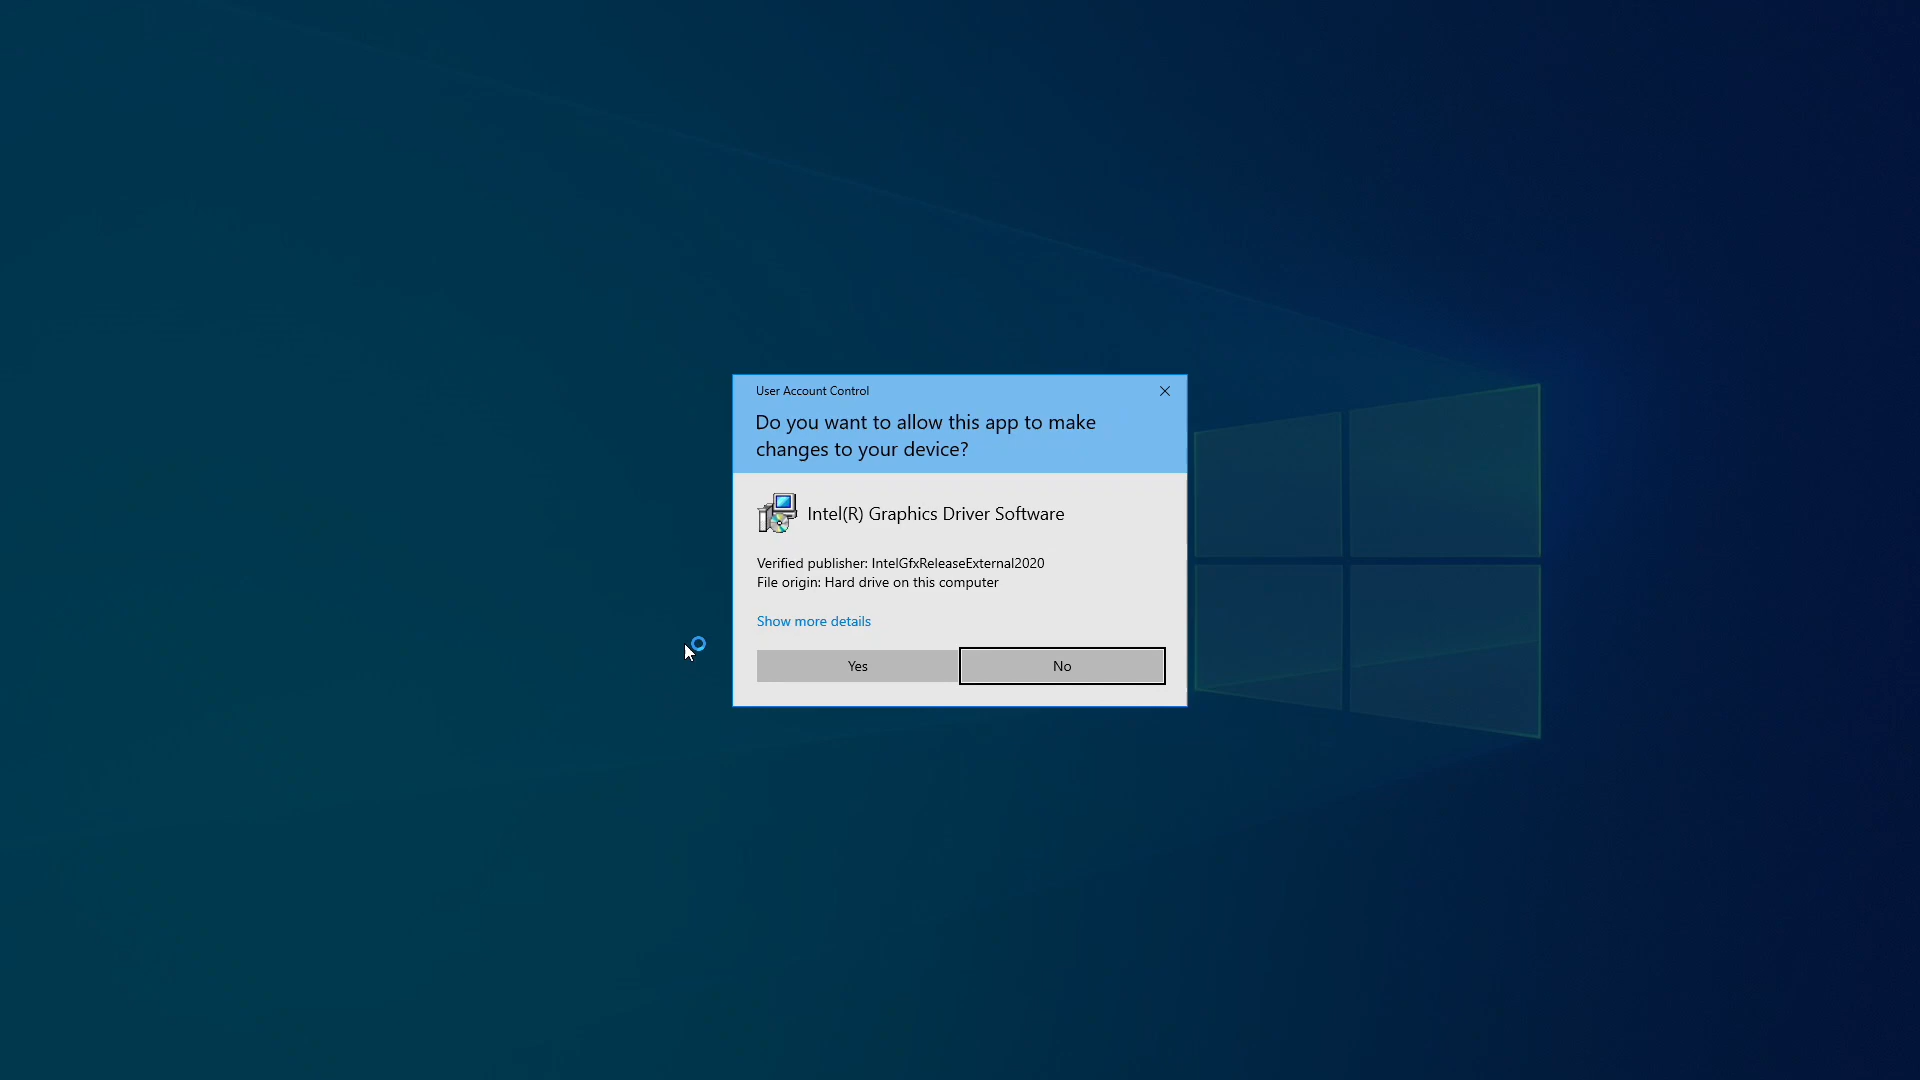 User Account Control
Do you want to allow this app to make
changes to your device?
Intel(R) Graphics Driver Software
Verified publisher: IntelGfxReleaseExternal2020
File origin: Hard drive on this computer
Show more details
Yes
No